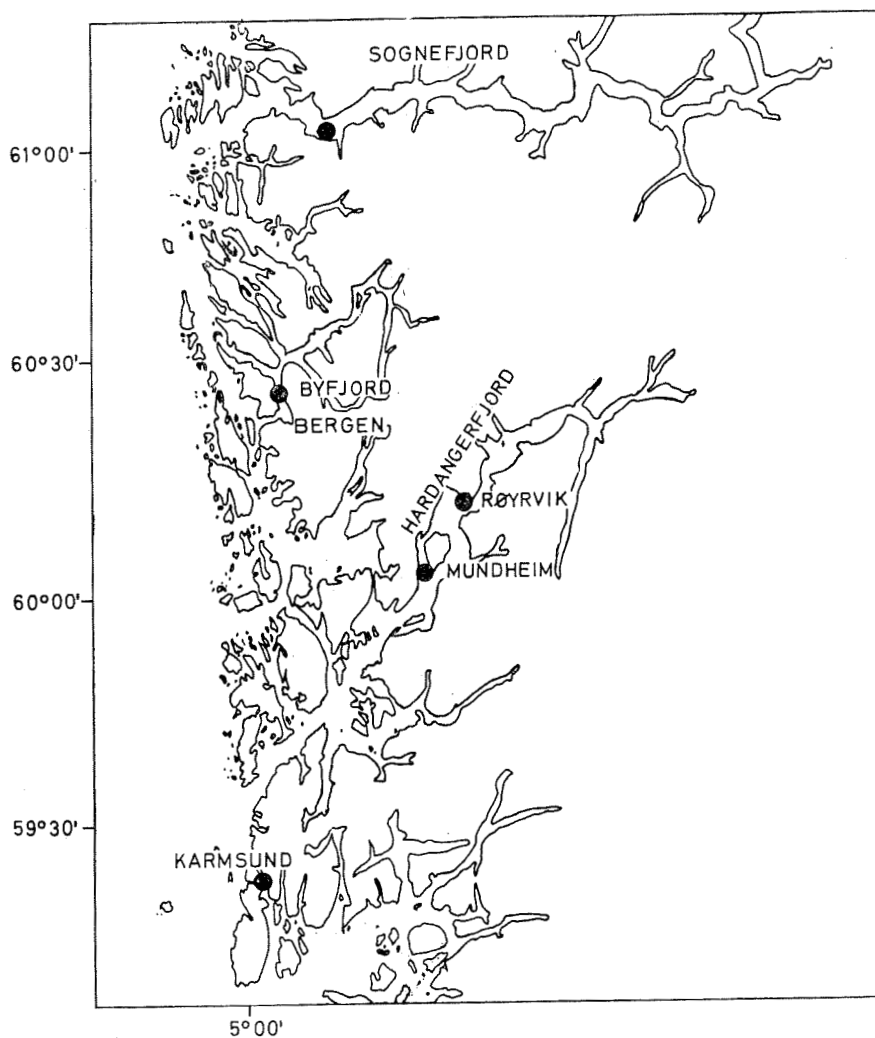 SOGNEFJORD
61°00'
60°30'
BYFJORD
BERGEN
HARDANGERFJORD
RØYRVIK
MUNDHEIM
60°00'
59°30'
KARMSUND
5°00'